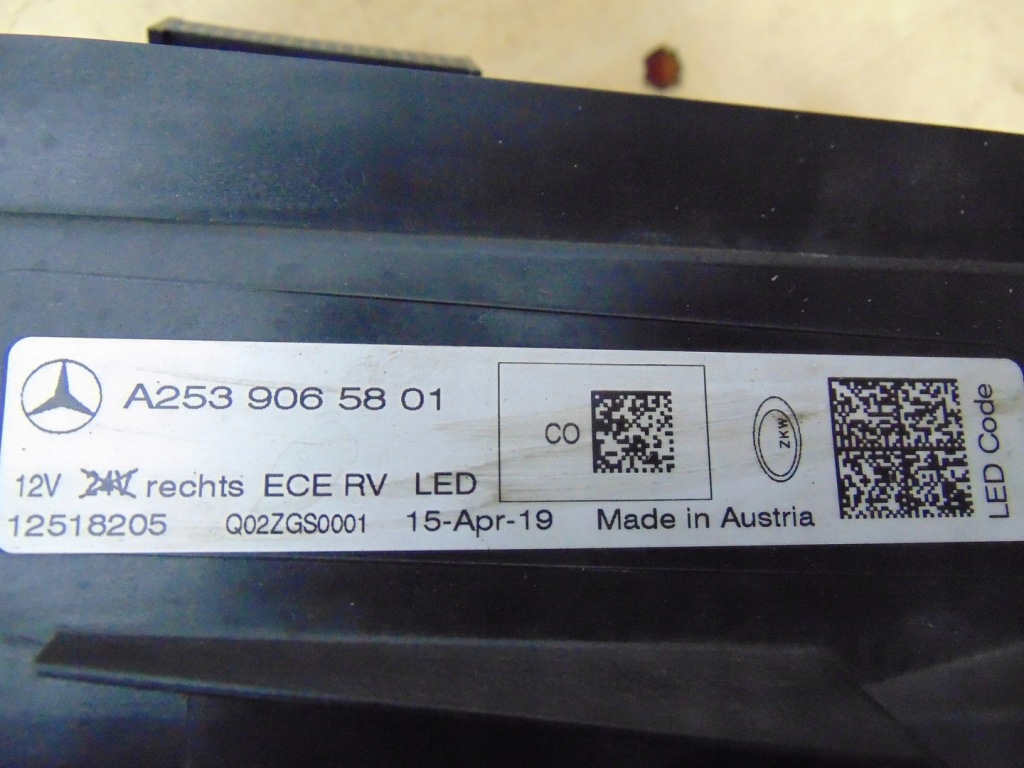 A253 906 58 01
CO
ZKW
LED Code
12V 24V rechts ECE RV LED
12518205 Q02ZGS0001 15-Apr-19 Made in Austria